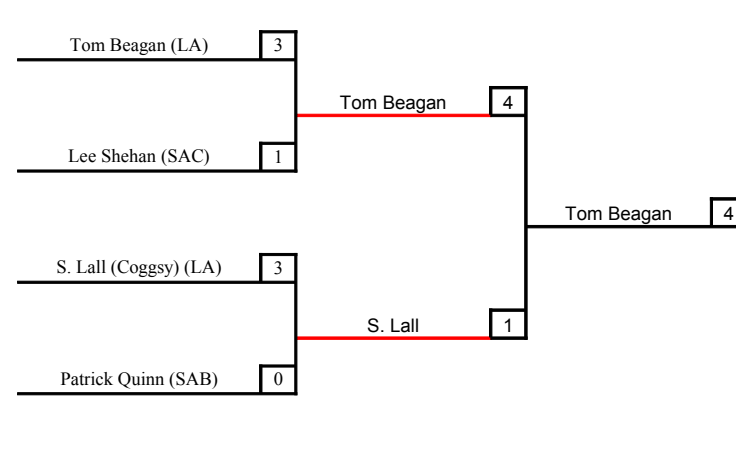 Tom Beagan (LA) 3
Tom Beagan 4
Lee Shehan (SAC) 1
Tom Beagan 4
S. Lall (Coggsy) (LA) 3
S. Lall 1
Patrick Quinn (SAB) 0